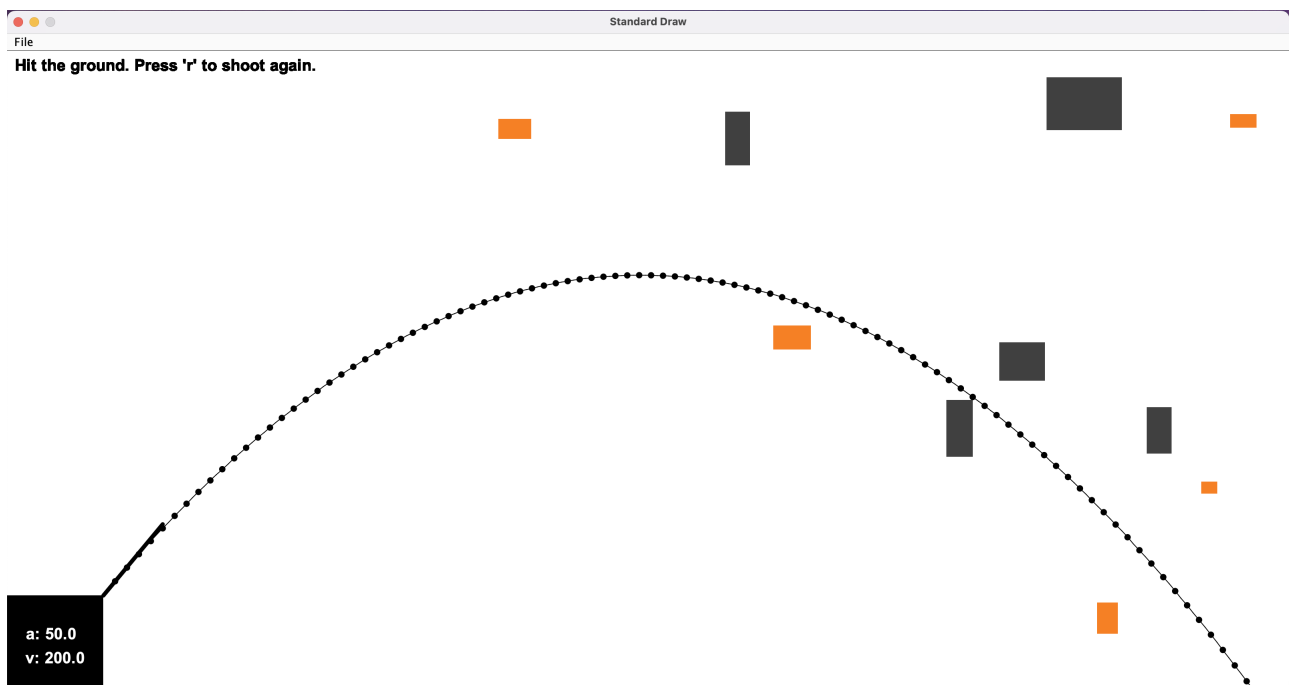 Standard Draw
File
Hit the ground. Press 'r' to shoot again.
a: 50.0
v: 200.0